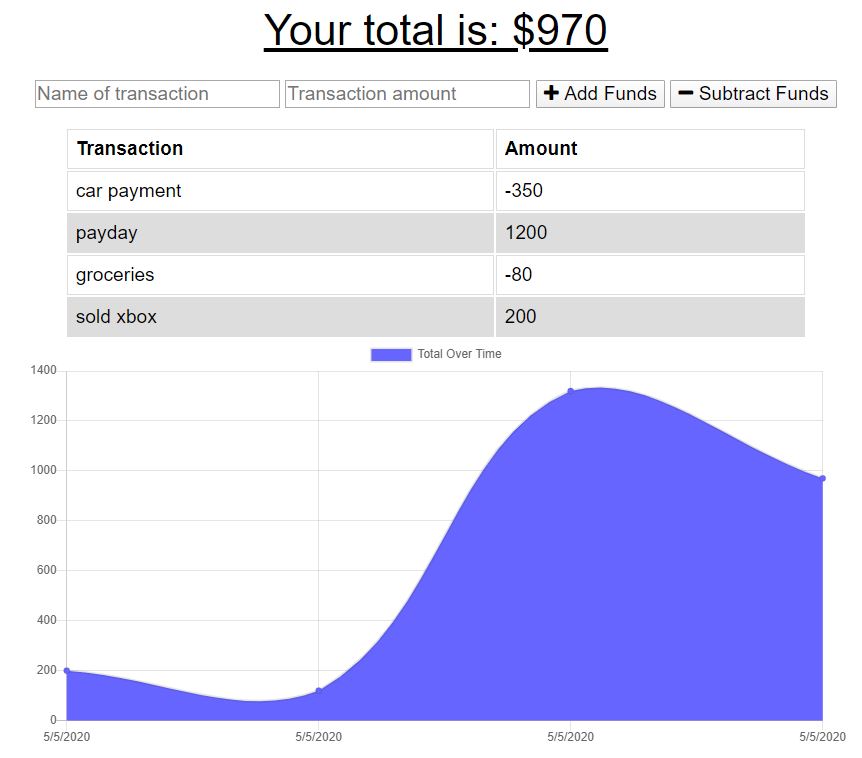 Your total is: $970
Name of transaction Transaction amount + Add Funds − Subtract Funds
Transaction Amount
car payment -350
payday 1200
groceries -80
sold xbox 200
Total Over Time
1400
1200
1000
800
600
400
200
0
5/5/2020 5/5/2020 5/5/2020 5/5/2020